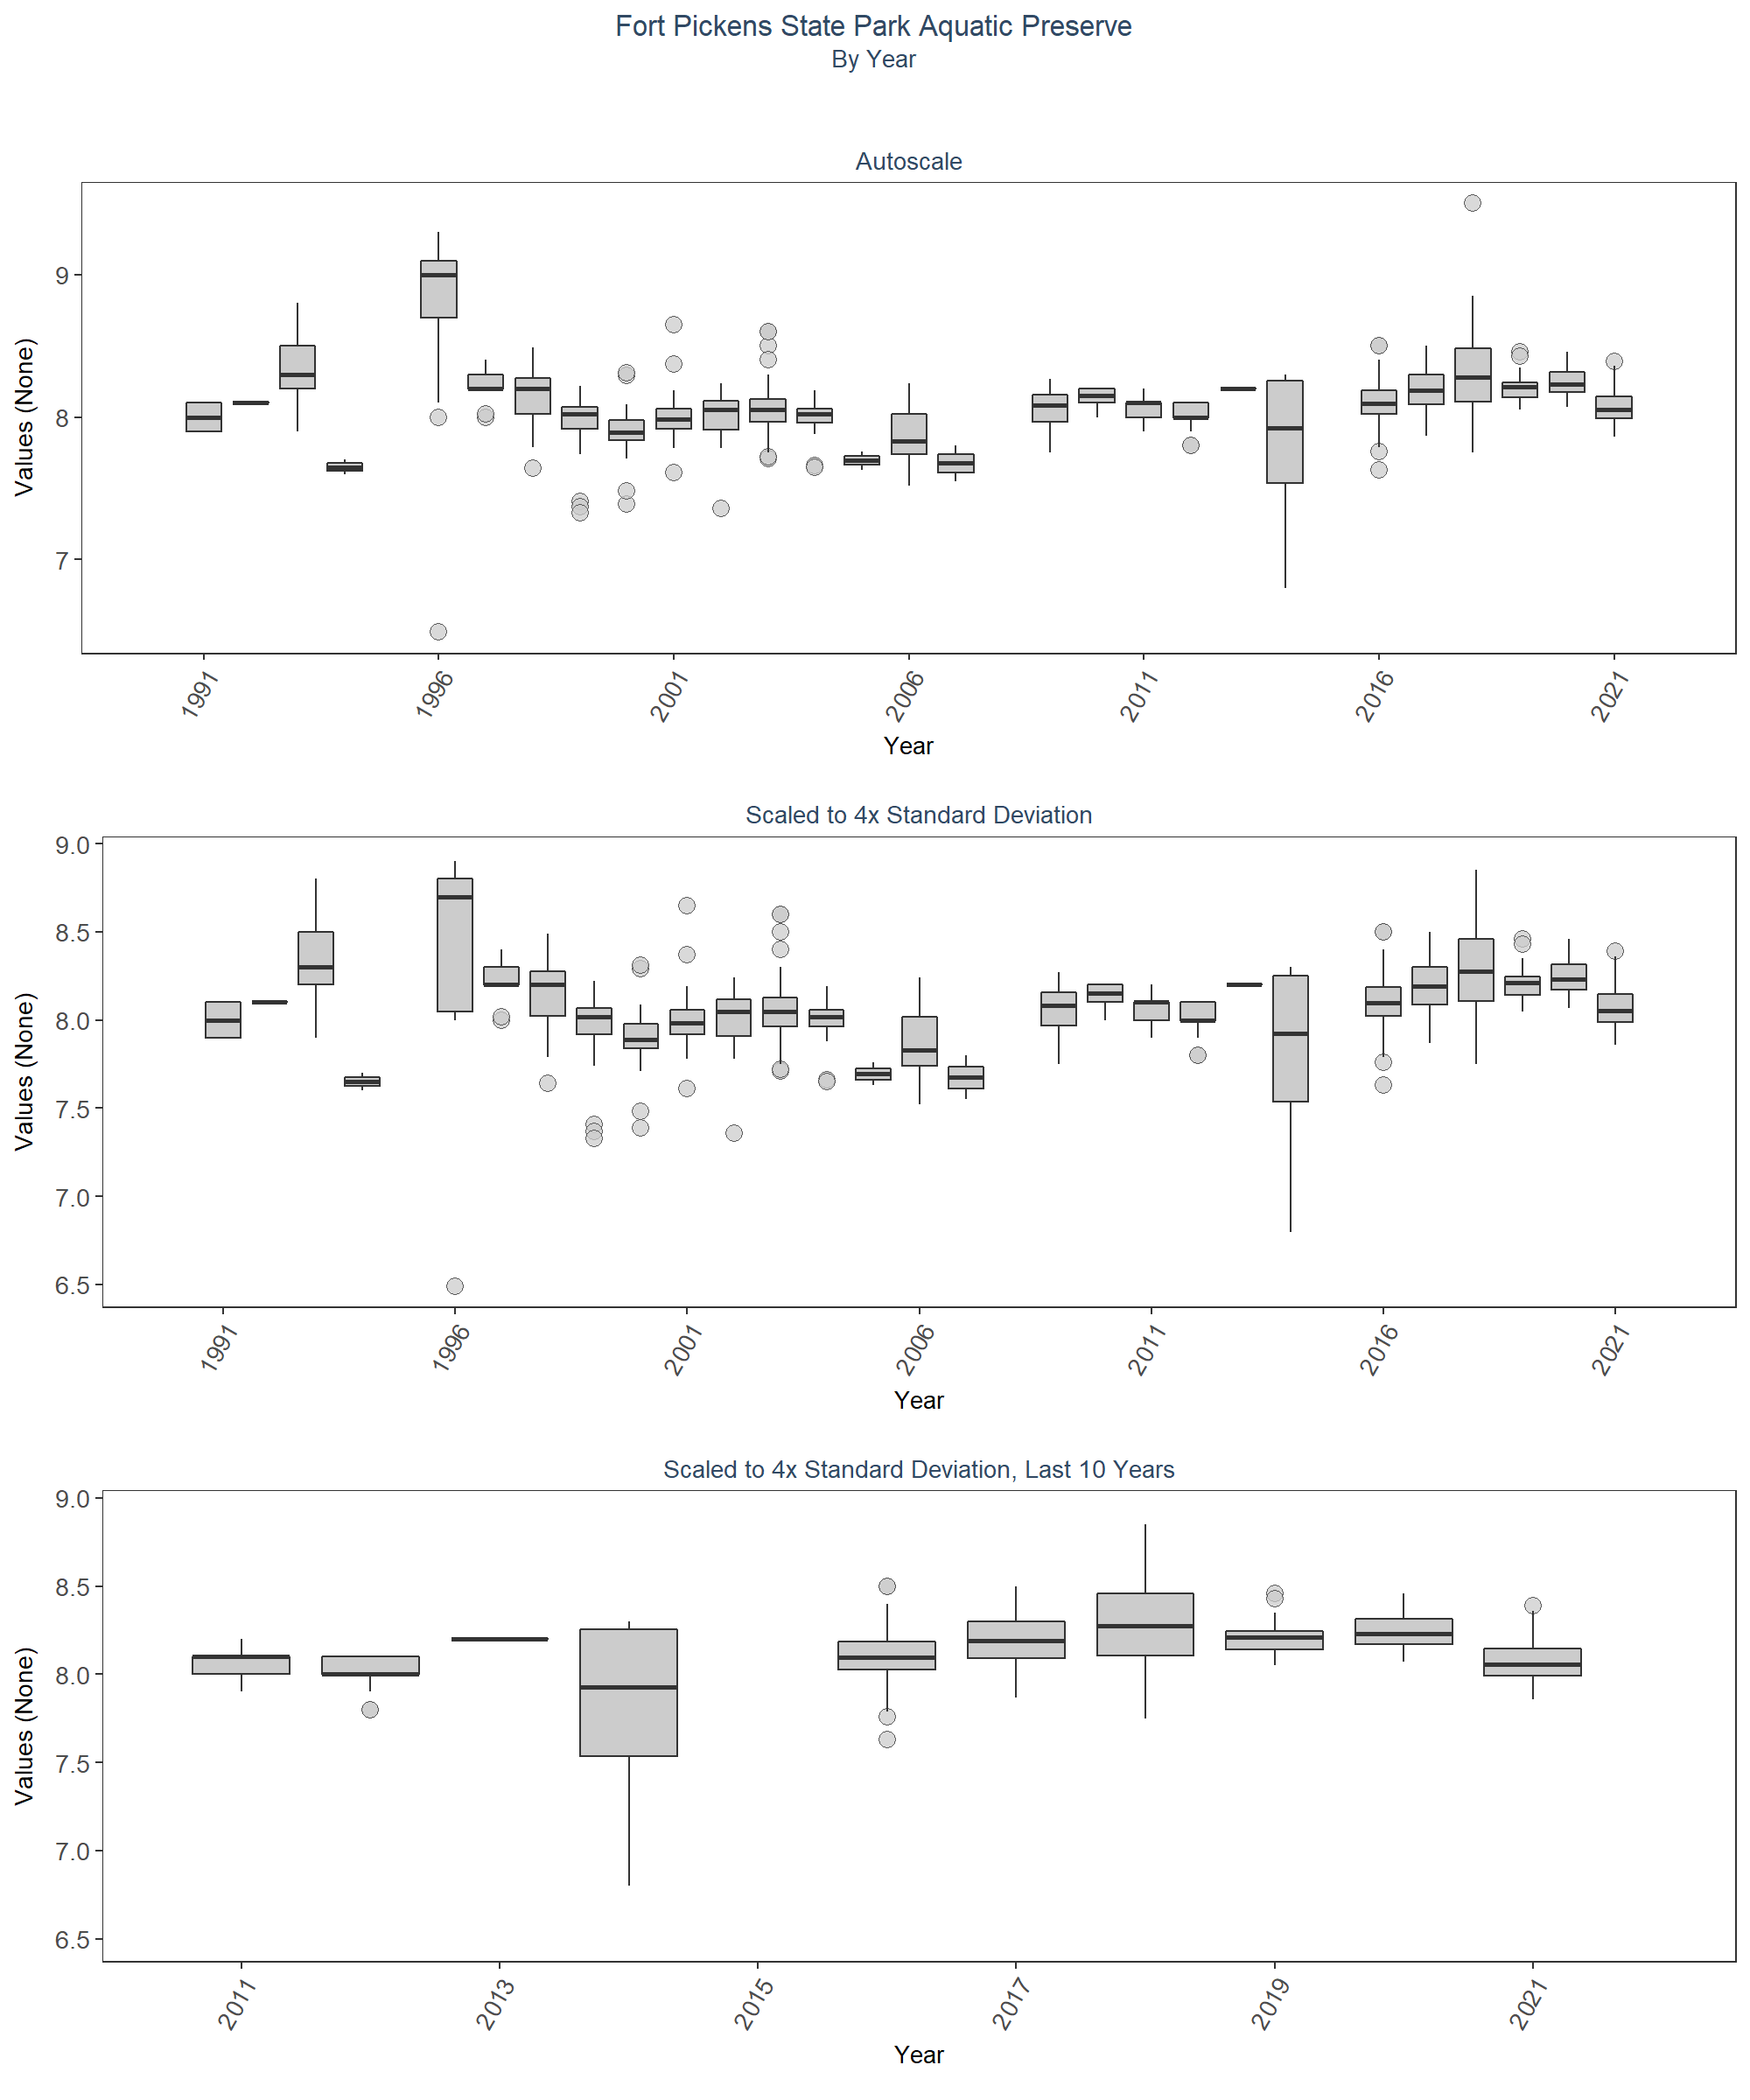 Fort Pickens State Park Aquatic Preserve
By Year
Autoscale
Values (None)
9
8
7
1991 1996 2001 2006 2011 2016 2021
Year
Scaled to 4x Standard Deviation
Values (None)
9.0
8.5
8.0
7.5
7.0
6.5
1991 1996 2001 2006 2011 2016 2021
Year
Scaled to 4x Standard Deviation, Last 10 Years
Values (None)
9.0
8.5
8.0
7.5
7.0
6.5
2011 2013 2015 2017 2019 2021
Year